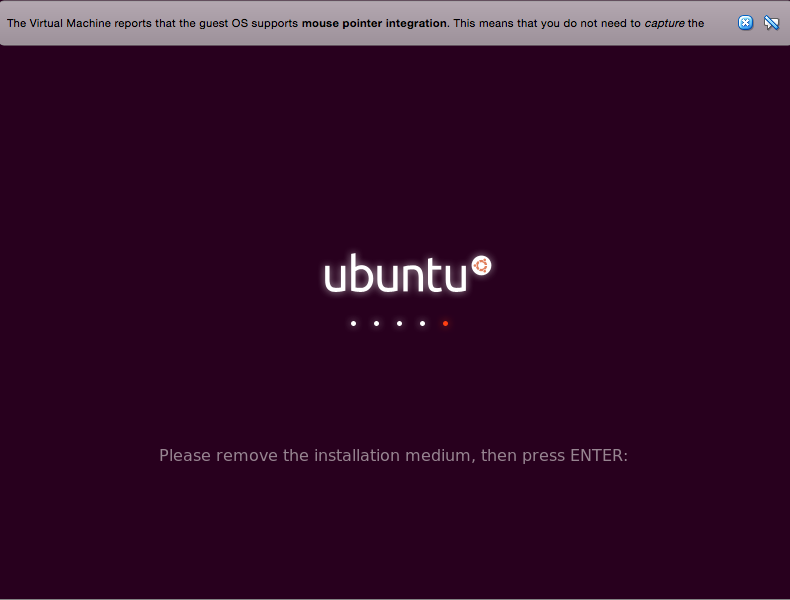 The Virtual Machine reports that the guest OS supports mouse pointer integration. This means that you do not need to capture the
ubuntu
Please remove the installation medium, then press ENTER: